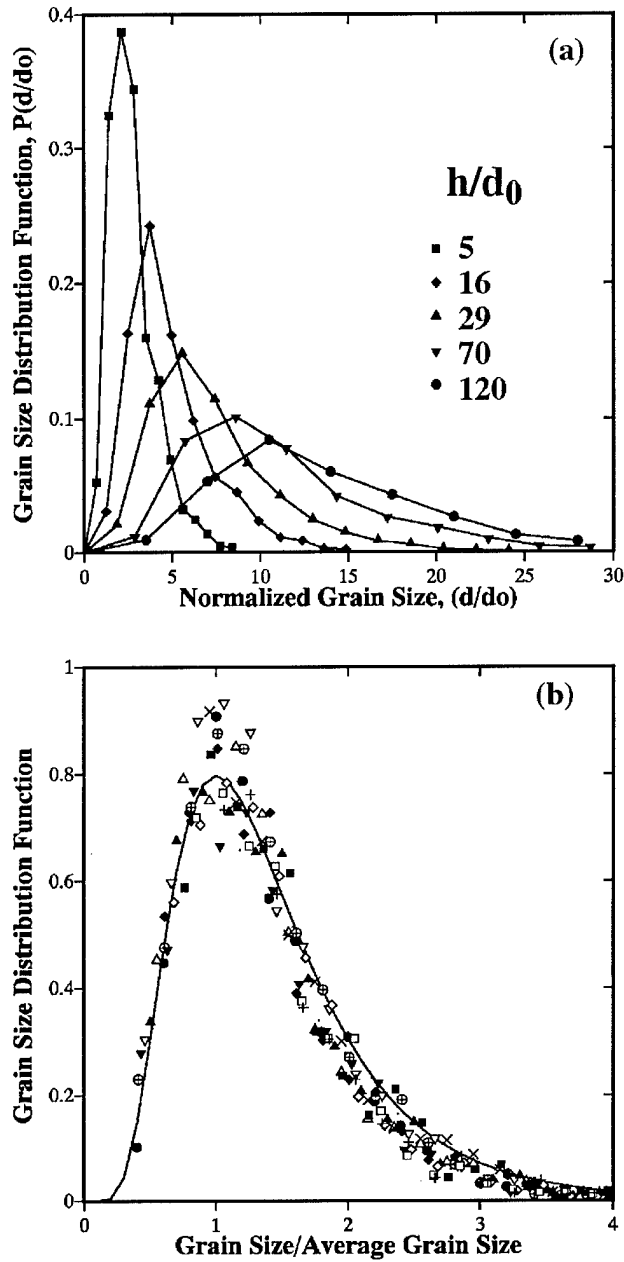 (a)
Grain Size Distribution Function, P(d/do)
0.4
0.3
0.2
0.1
0
h/d0
5
16
29
70
120
0 5 10 15 20 25 30
Normalized Grain Size, (d/do)
(b)
Grain Size Distribution Function
1
0.8
0.6
0.4
0.2
0
0 1 2 3 4
Grain Size/Average Grain Size